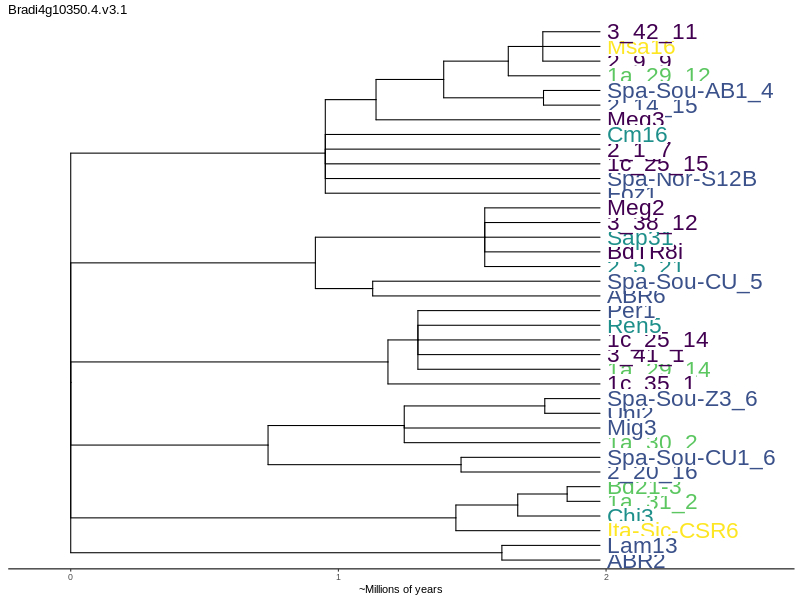 Bradi4g10350.4.v3.1
3_42_11
Msa16
2_9_9
1a_29_12
Spa-Sou-AB1_4
2_14_15
Meg3
Cm16
2_1_7
1c_25_15
Spa-Nor-S12B
Foz1
Meg2
3_38_12
Sap31
BdTR8i
2_5_21
Spa-Sou-CU_5
ABR6
Per1
Ren5
1c_25_14
3_41_1
1a_29_14
1c_35_1
Spa-Sou-Z3_6
Uni2
Mig3
1a_30_2
Spa-Sou-CU1_6
2_20_16
Bd21-3
1a_31_2
Chi3
Ita-Sic-CSR6
Lam13
ABR2
0 1 2
~Millions of years